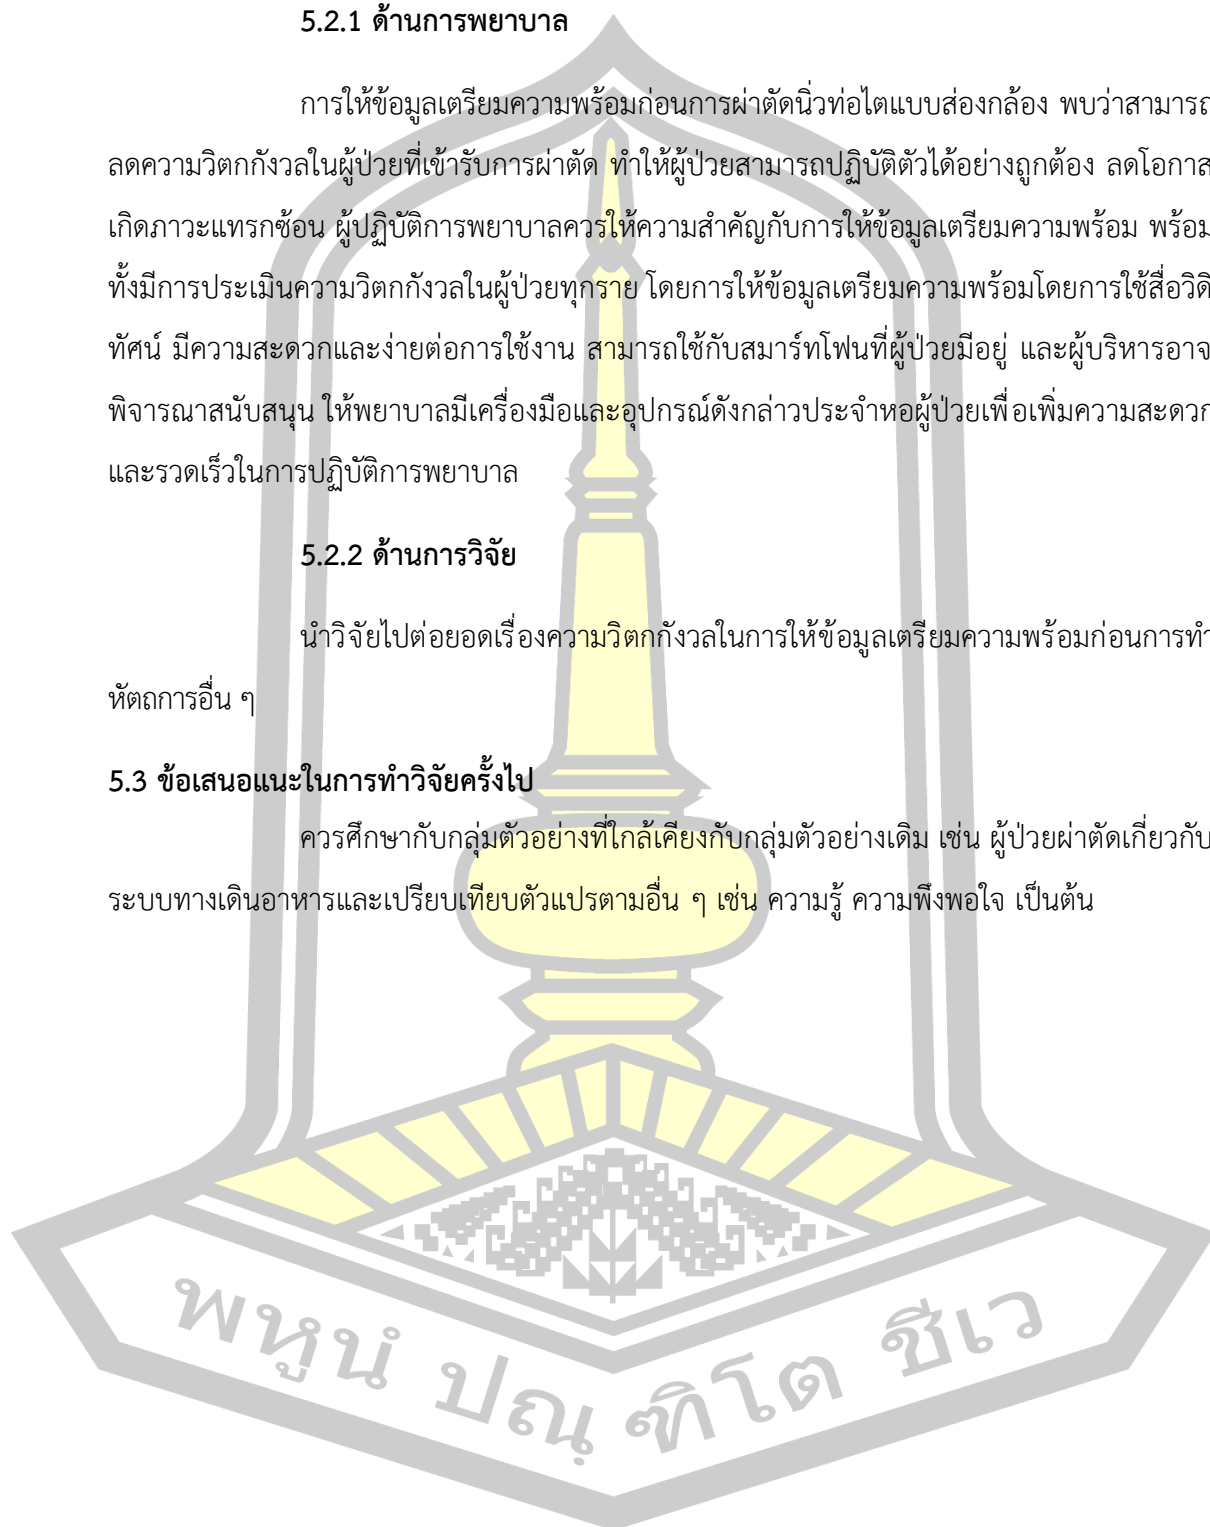 5.2.1 ด้านการพยาบาล
การให้ข้อมูลเตรียมความพร้อมก่อนการผ่าตัดนิ่วท่อไตแบบส่องกล้อง พบว่าสามารถ
ลดความวิตกกังวลในผู้ป่วยที่เข้ารับการผ่าตัด ทำให้ผู้ป่วยสามารถปฏิบัติตัวได้อย่างถูกต้อง ลดโอกาส
เกิดภาวะแทรกซ้อน ผู้ปฏิบัติการพยาบาลควรให้ความสำคัญกับการให้ข้อมูลเตรียมความพร้อม พร้อม
ทั้งมีการประเมินความวิตกกังวลในผู้ป่วยทุกราย โดยการให้ข้อมูลเตรียมความพร้อมโดยการใช้สื่อวิดี
ทัศน์ มีความสะดวกและง่ายต่อการใช้งาน สามารถใช้กับสมาร์ทโฟนที่ผู้ป่วยมีอยู่ และผู้บริหารอาจ
พิจารณาสนับสนุน ให้พยาบาลมีเครื่องมือและอุปกรณ์ดังกล่าวประจำหอผู้ป่วยเพื่อเพิ่มความสะดวก
และรวดเร็วในการปฏิบัติการพยาบาล
5.2.2 ด้านการวิจัย
นำวิจัยไปต่อยอดเรื่องความวิตกกังวลในการให้ข้อมูลเตรียมความพร้อมก่อนการทำ
หัตถการอื่น ๆ
5.3 ข้อเสนอแนะในการทำวิจัยครั้งไป
ควรศึกษากับกลุ่มตัวอย่างที่ใกล้เคียงกับกลุ่มตัวอย่างเดิม เช่น ผู้ป่วยผ่าตัดเกี่ยวกับ
ระบบทางเดินอาหารและเปรียบเทียบตัวแปรตามอื่น ๆ เช่น ความรู้ ความพึงพอใจ เป็นต้น
พหูนํ ปณฺ ฑิโต ชีเว